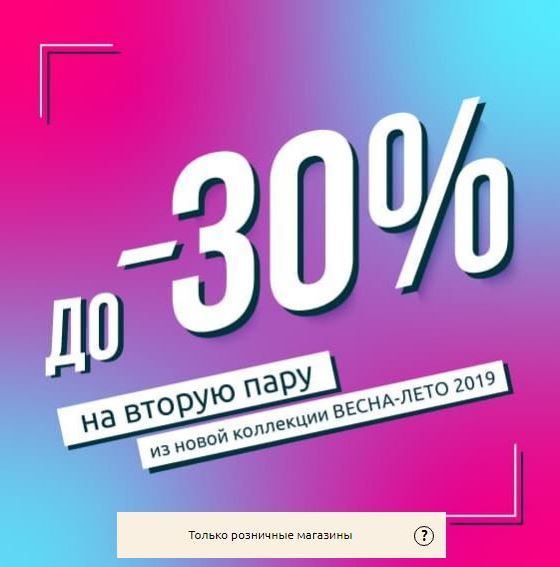 до -30%
на вторую пару
из новой коллекции ВЕСНА-ЛЕТО 2019
Только розничные магазины ?